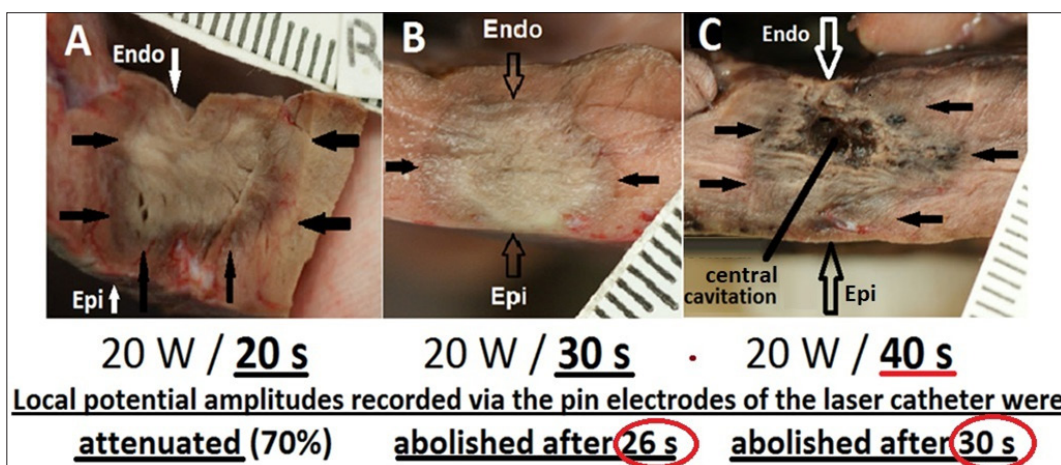 A
Endo
Epi
B
Endo
Epi
C
Endo
central
cavitation
Epi
20 W / 20 s
20 W / 30 s
20 W / 40 s
Local potential amplitudes recorded via the pin electrodes of the laser catheter were
attenuated (70%)
abolished after 26 s
abolished after 30 s